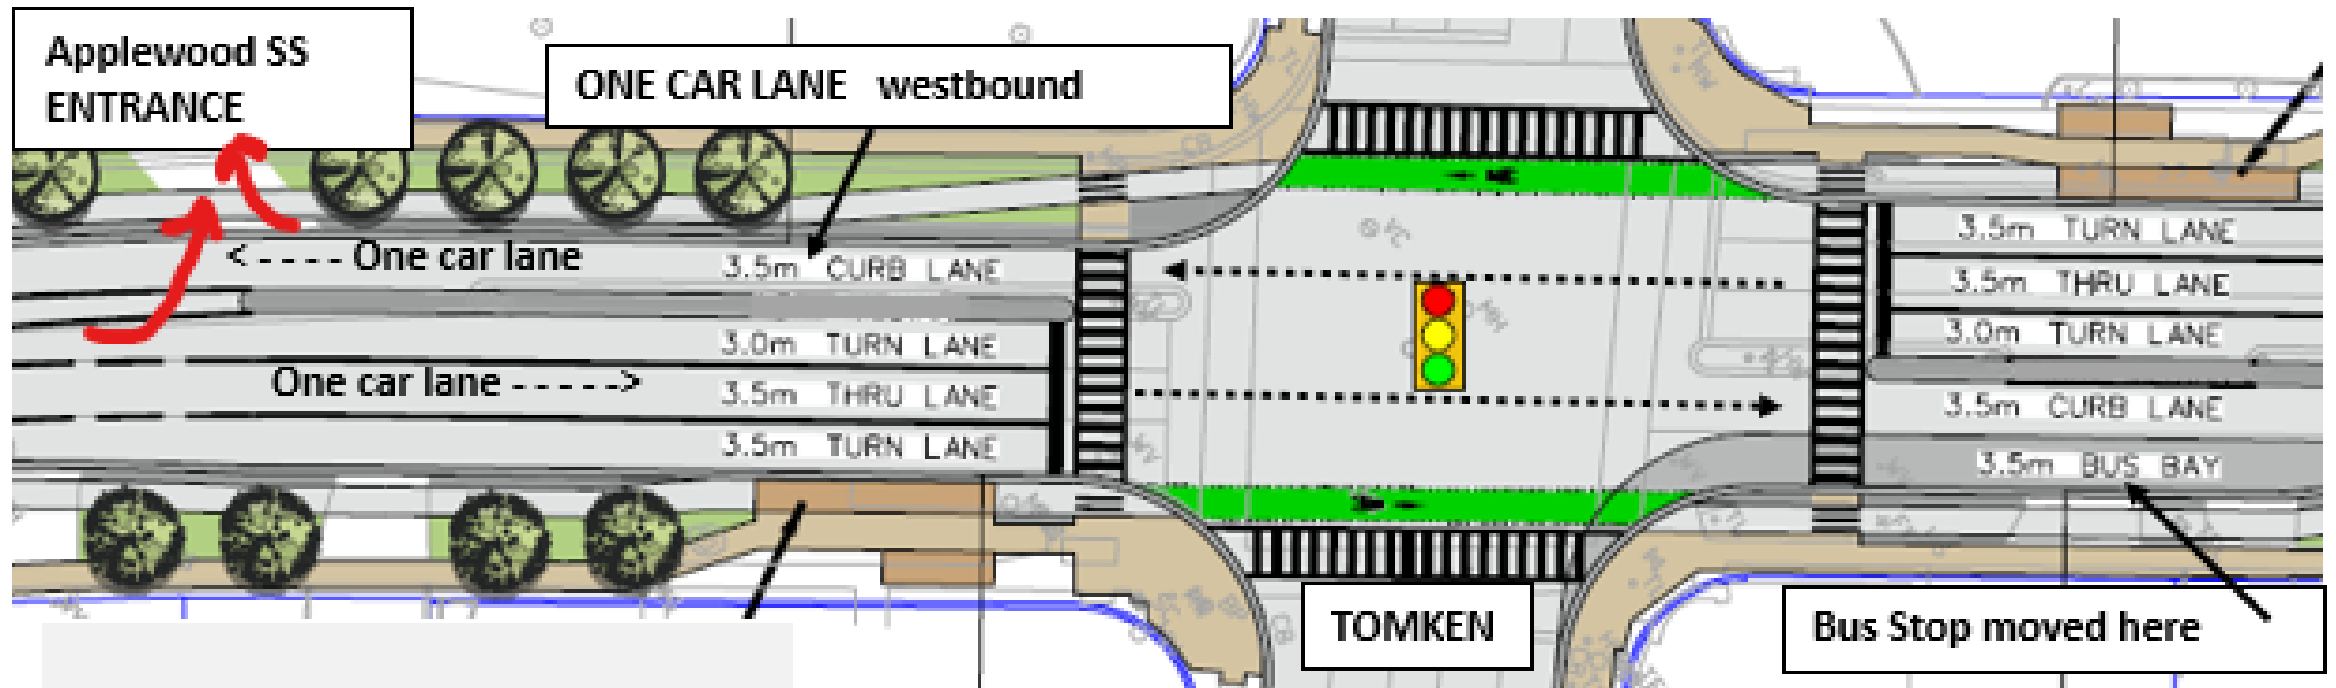 Applewood SS
ENTRANCE
ONE CAR LANE westbound
<---- One car lane
3.5m CURB LANE
3.0m TURN LANE
One car lane ----->
3.5m THRU LANE
3.5m TURN LANE
3.5m TURN LANE
3.5m THRU LANE
3.0m TURN LANE
3.5m CURB LANE
3.5m BUS BAY
TOMKEN
Bus Stop moved here